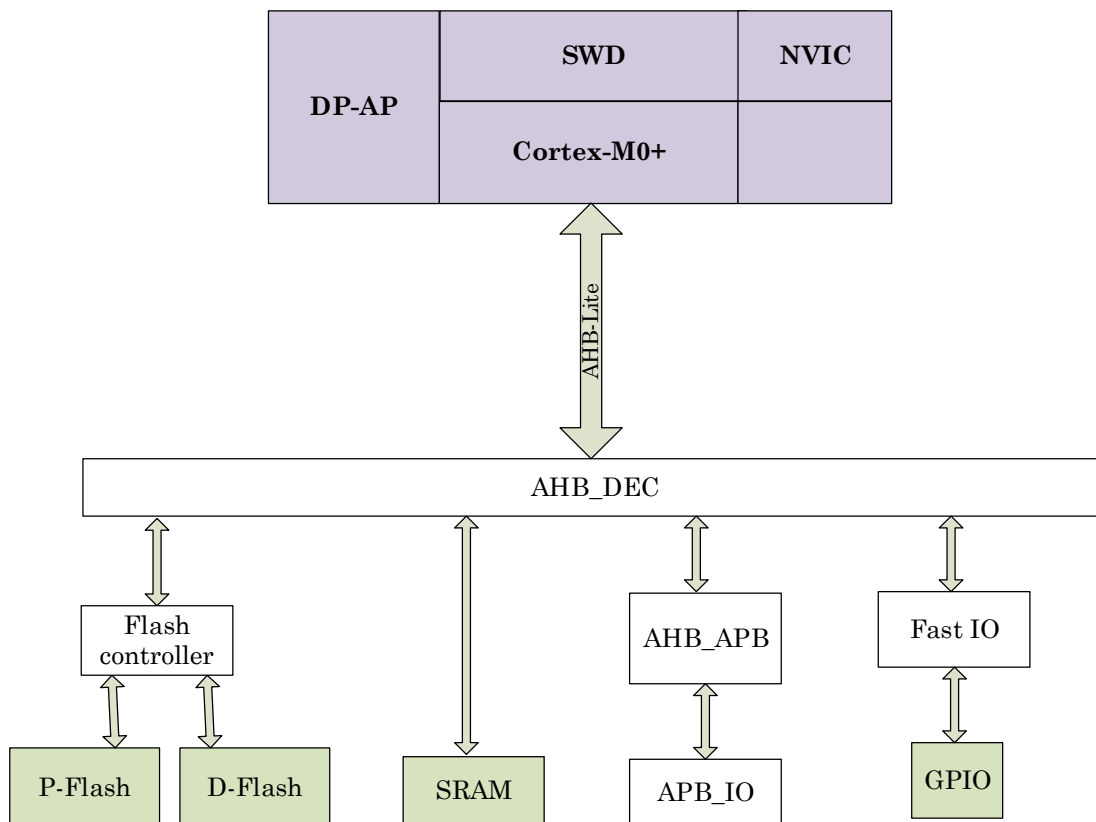 SWD
NVIC
DP-AP
Cortex-M0+
AHB-Lite
AHB_DEC
Flash
controller
AHB_APB
Fast IO
P-Flash
D-Flash
SRAM
APB_IO
GPIO